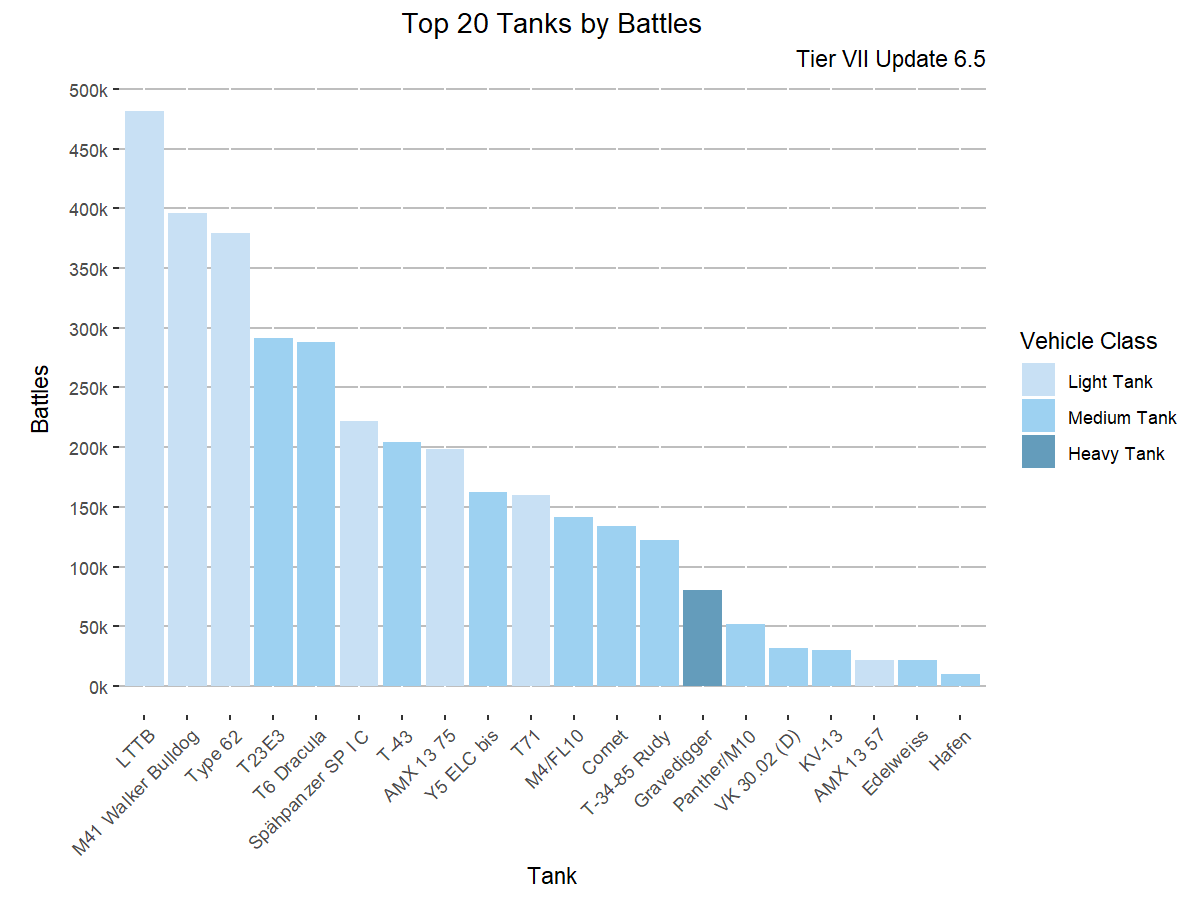 Top 20 Tanks by Battles
Tier VII Update 6.5
500k
450k
400k
350k
300k
250k
200k
150k
100k
50k
0k
Battles
LTTB
M41 Walker Bulldog
Type 62
T23E3
T6 Dracula
Spähpanzer SP I C
T-43
AMX 13 75
Y5 ELC bis
T71
M4/FL10
Comet
T-34-85 Rudy
Gravedigger
Panther/M10
VK 30.02 (D)
KV-13
AMX 13 57
Edelweiss
Hafen
Tank
Vehicle Class
Light Tank
Medium Tank
Heavy Tank